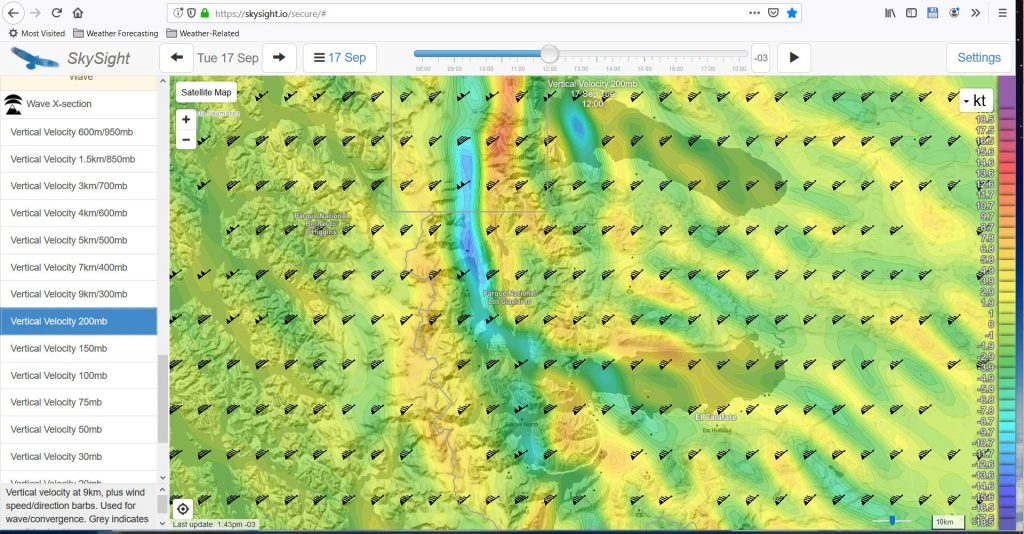 https://skysight.io/secure/#
Most Visited
Weather Forecasting
Weather-Related
SkySight
Tue 17 Sep
17 Sep
08:00
09:00
10:00
11:00
12:00
13:00
14:00
15:00
16:00
17:00
18:00
-03
Settings
Wave
Wave X-section
Vertical Velocity 600m/950mb
Vertical Velocity 1.5km/850mb
Vertical Velocity 3km/700mb
Vertical Velocity 4km/600mb
Vertical Velocity 5km/500mb
Vertical Velocity 7km/400mb
Vertical Velocity 9km/300mb
Vertical Velocity 200mb
Vertical Velocity 150mb
Vertical Velocity 100mb
Vertical Velocity 75mb
Vertical Velocity 50mb
Vertical Velocity 30mb
Vertical velocity at 9km, plus wind
speed/direction barbs. Used for
wave/convergence. Grey indicates
Satellite Map
+
−
Vertical Velocity 200mb
12:00
Parque Nacional
Parque Nacional
Los Glaciares
El Calafate
Last update: 1:43pm -03
10km
kt
18.5
17.5
16.5
15.6
14.6
13.6
12.6
11.7
10.7
9.7
8.7
7.8
6.8
5.8
4.9
3.9
2.9
1.9
1
0
-1
-1.9
-2.9
-3.9
-4.9
-5.8
-6.8
-7.8
-8.7
-9.7
-10.7
-11.7
-12.6
-13.6
-14.6
-15.6
-16.5
-17.5
-18.5